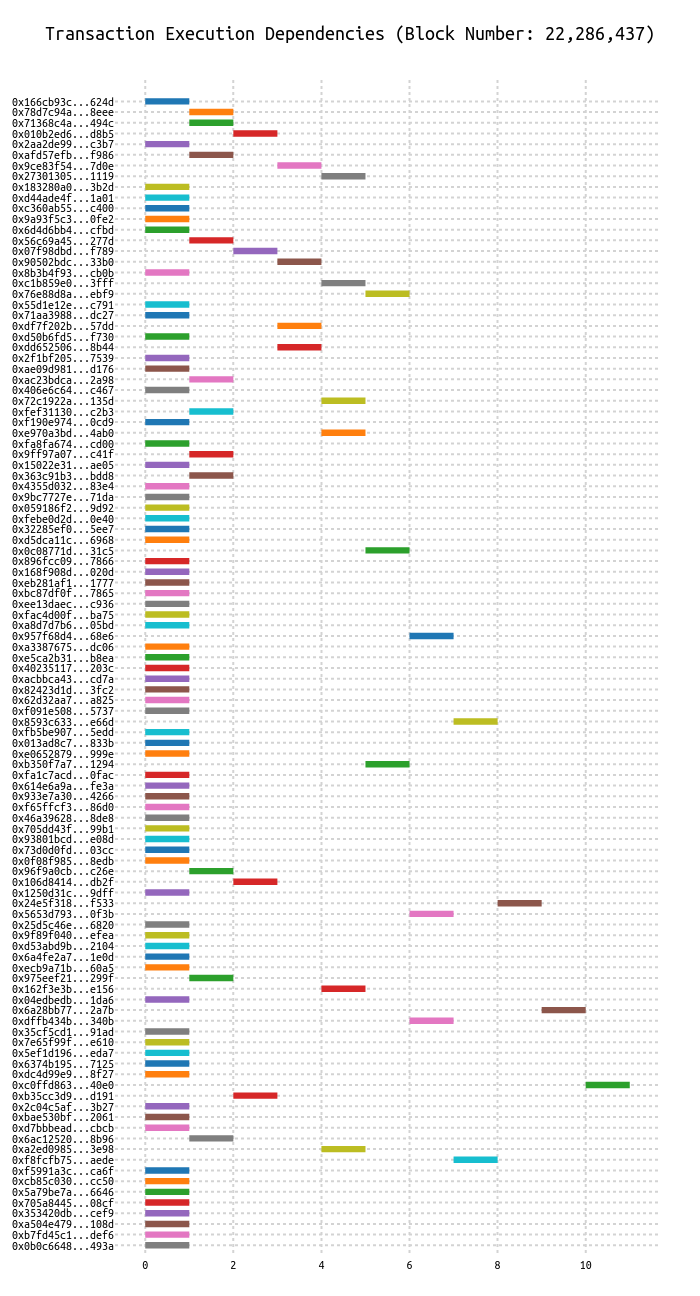 Transaction Execution Dependencies (Block Number: 22,286,437)
0x166cb93c...624d
0x78d7c94a...8eee
0x71368c4a...494c
0x010b2ed6...d8b5
0x2aa2de99...c3b7
0xafd57efb...f986
0x9ce83f54...7d0e
0x27301305...1119
0x183280a0...3b2d
0xd44ade4f...1a01
0xc360ab55...c400
0x9a93f5c3...0fe2
0x6d4d6bb4...cfbd
0x56c69a45...277d
0x07f98dbd...f789
0x90502bdc...33b0
0x8b3b4f93...cb0b
0xc1b859e0...3fff
0x76e88d8a...ebf9
0x55d1e12e...c791
0x71aa3988...dc27
0xdf7f202b...57dd
0xd50b6fd5...f730
0xdd652506...8b44
0x2f1bf205...7539
0xae09d981...d176
0xac23bdca...2a98
0x406e6c64...c467
0x72c1922a...135d
0xfef31130...c2b3
0xf190e974...0cd9
0xe970a3bd...4ab0
0xfa8fa674...cd00
0x9ff97a07...c41f
0x15022e31...ae05
0x363c91b3...bdd8
0x4355d032...83e4
0x9bc7727e...71da
0x059186f2...9d92
0xfebe0d2d...0e40
0x32285ef0...5ee7
0xd5dca11c...6968
0x0c08771d...31c5
0x896fcc09...7866
0x168f908d...020d
0xeb281af1...1777
0xbc87df0f...7865
0xee13daec...c936
0xfac4d00f...ba75
0xa8d7d7b6...05bd
0x957f68d4...68e6
0xa3387675...dc06
0xe5ca2b31...b8ea
0x40235117...203c
0xacbbca43...cd7a
0x82423d1d...3fc2
0x62d32aa7...a825
0xf091e508...5737
0x8593c633...e66d
0xfb5be907...5edd
0x013ad8c7...833b
0xe0652879...999e
0xb350f7a7...1294
0xfa1c7acd...0fac
0x614e6a9a...fe3a
0x933e7a30...4266
0xf65ffcf3...86d0
0x46a39628...8de8
0x705dd43f...99b1
0x93801bcd...e08d
0x73d0d0fd...03cc
0x0f08f985...8edb
0x96f9a0cb...c26e
0x106d8414...db2f
0x1250d31c...9dff
0x24e5f318...f533
0x5653d793...0f3b
0x25d5c46e...6820
0x9f89f040...efea
0xd53abd9b...2104
0x6a4fe2a7...1e0d
0xecb9a71b...60a5
0x975eef21...299f
0x162f3e3b...e156
0x04edbedb...1da6
0x6a28bb77...2a7b
0xdffb434b...340b
0x35cf5cd1...91ad
0x7e65f99f...e610
0x5ef1d196...eda7
0x6374b195...7125
0xdc4d99e9...8f27
0xc0ffd863...40e0
0xb35cc3d9...d191
0x2c04c5af...3b27
0xbae530bf...2061
0xd7bbbead...cbcb
0x6ac12520...8b96
0xa2ed0985...3e98
0xf8fcfb75...aede
0xf5991a3c...ca6f
0xcb85c030...cc50
0x5a79be7a...6646
0x705a8445...08cf
0x353420db...cef9
0xa504e479...108d
0xb7fd45c1...def6
0x0b0c6648...493a
0 2 4 6 8 10